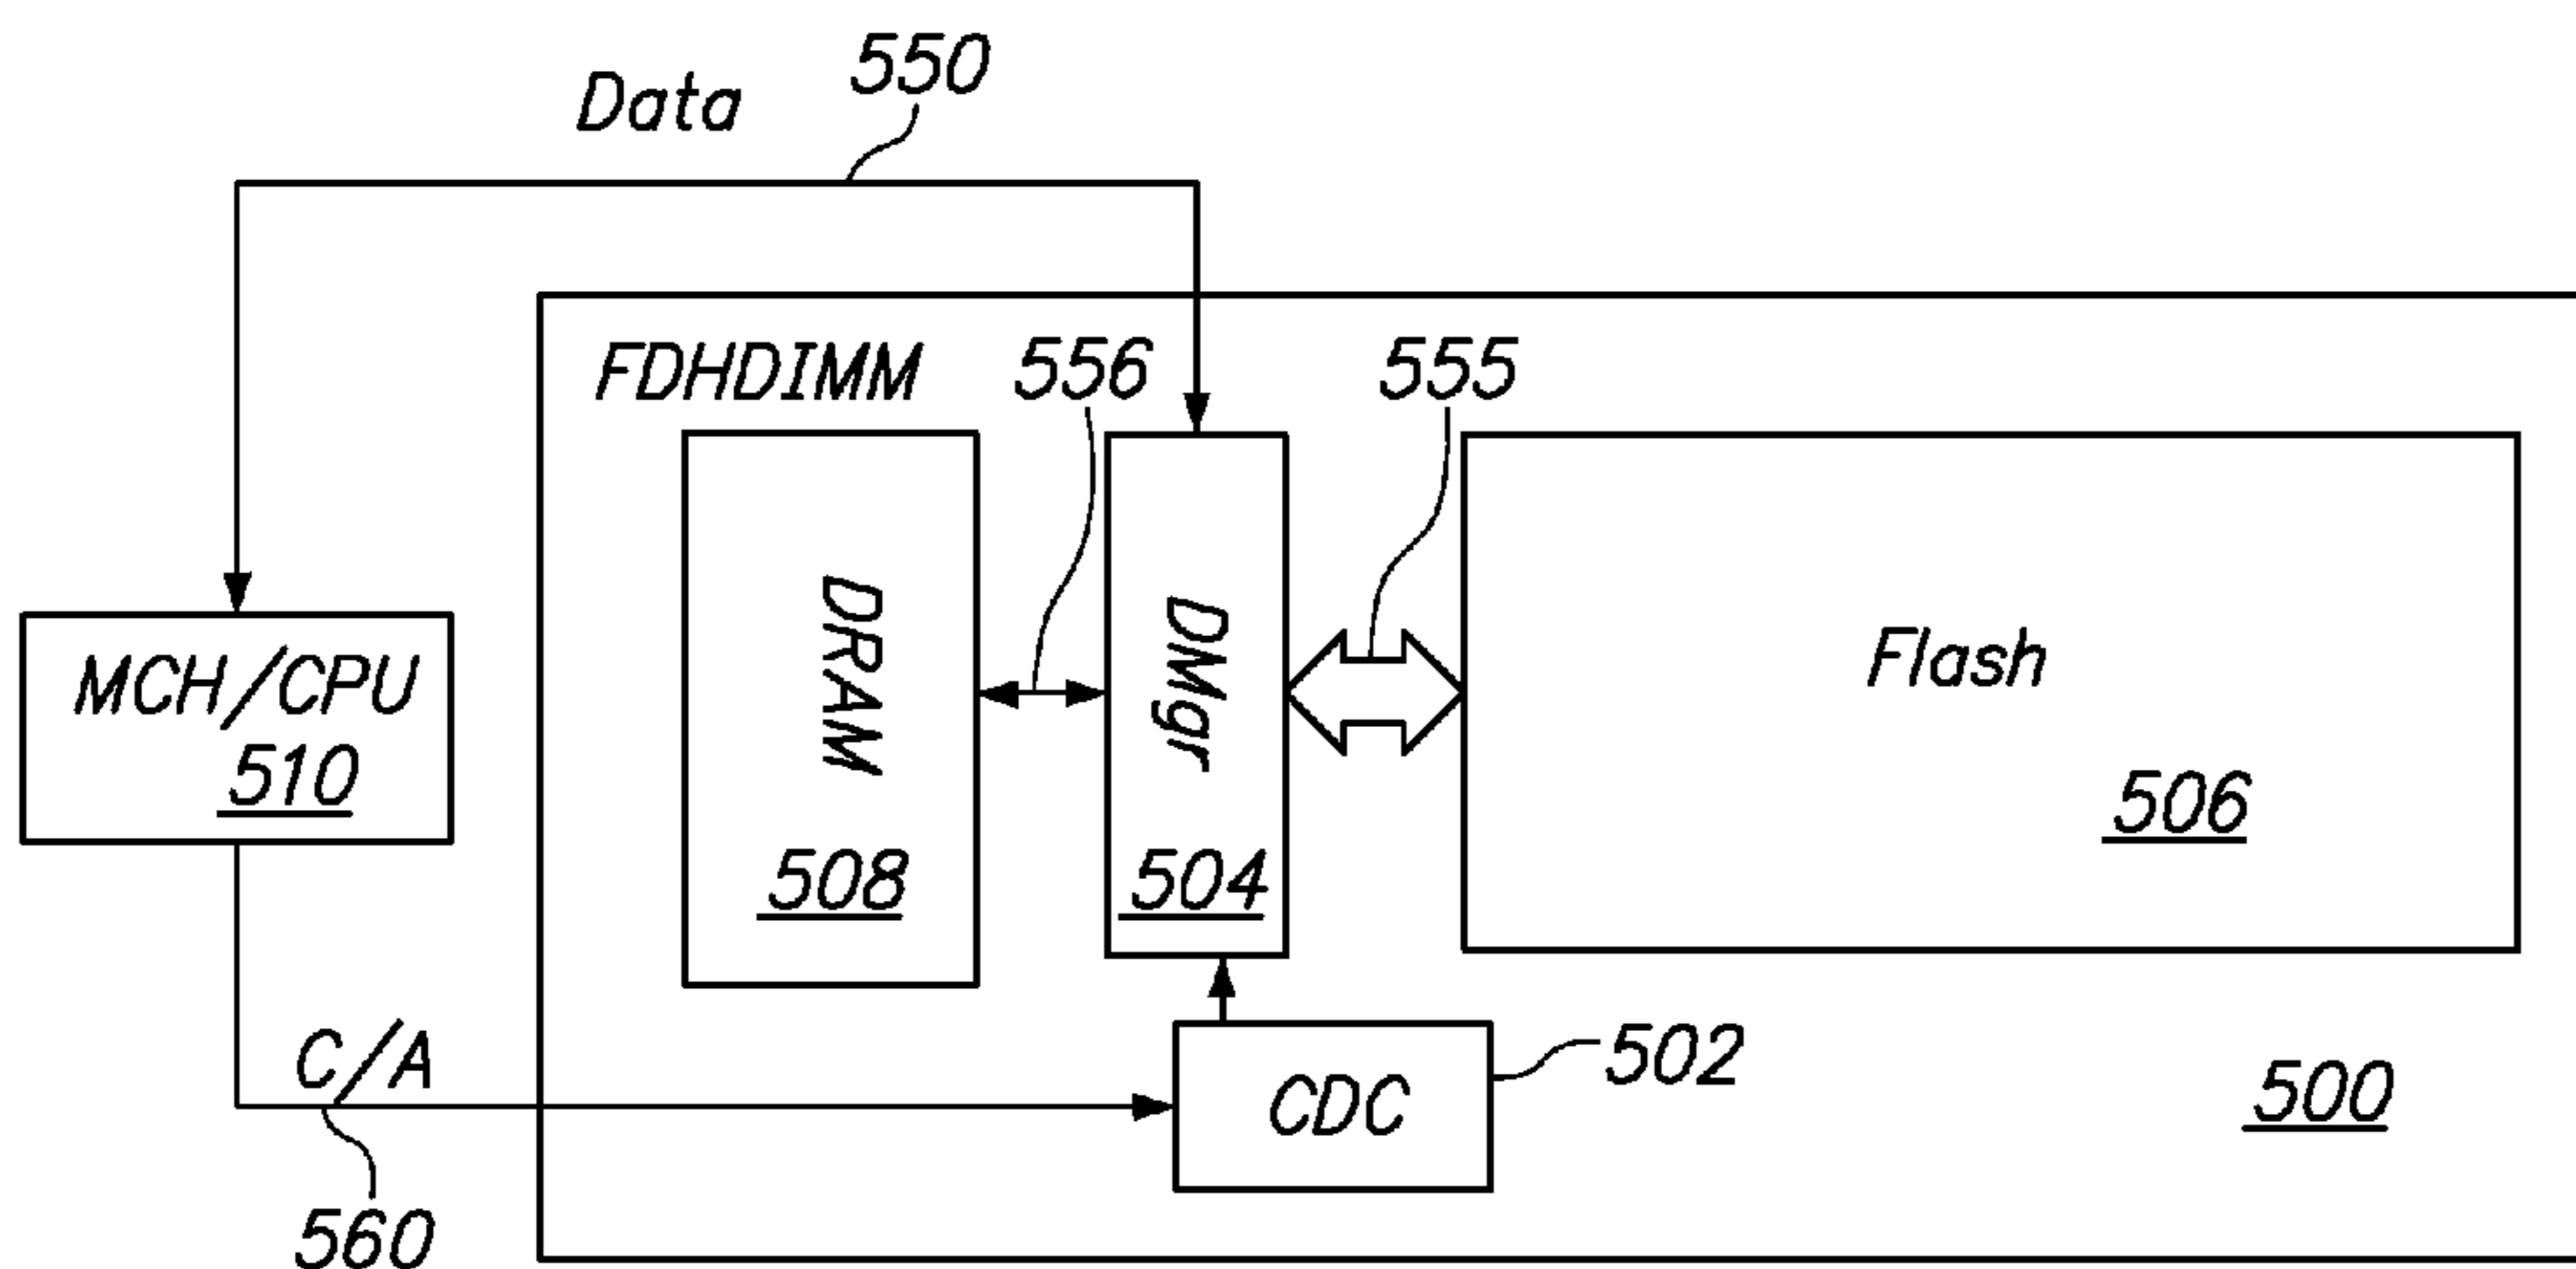 550
Data
FDHDIMM
556
555
DRAM
508
DMgr
504
Flash
506
MCH/CPU
510
C/A
560
CDC
502
500